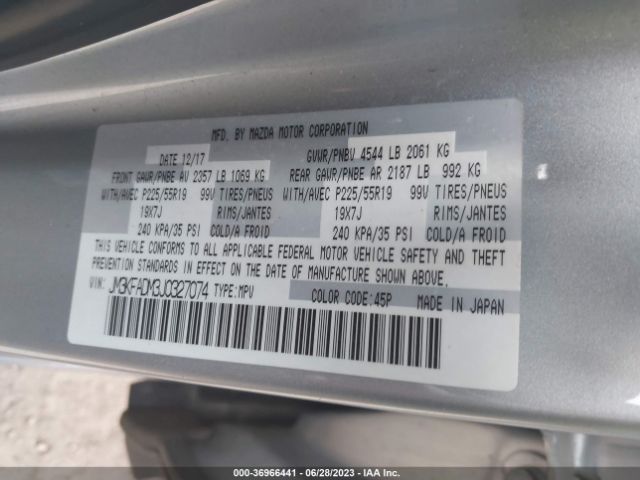 MFD. BY MAZDA MOTOR CORPORATION
DATE 12/17 GVWR/PNBV 4544 LB 2061 KG
FRONT GAWR/PNBE AV 2357 LB 1069 KG REAR GAWR/PNBE AR 2187 LB 992 KG
WITH/AVEC P225/55R19 99V TIRES/PNEUS WITH/AVEC P225/55R19 99V TIRES/PNEUS
19X7J RIMS/JANTES 19X7J RIMS/JANTES
240 KPA/35 PSI COLD/A FROID 240 KPA/35 PSI COLD/A FROID
THIS VEHICLE CONFORMS TO ALL APPLICABLE FEDERAL MOTOR VEHICLE SAFETY AND THEFT
PREVENTION STANDARDS IN EFFECT ON THE DATE OF MANUFACTURE SHOWN ABOVE.
VIN: JM3KFADM3J0327074 TYPE:MPV COLOR CODE:45P MADE IN JAPAN
000-36966441 - 06/28/2023 - IAA Inc.